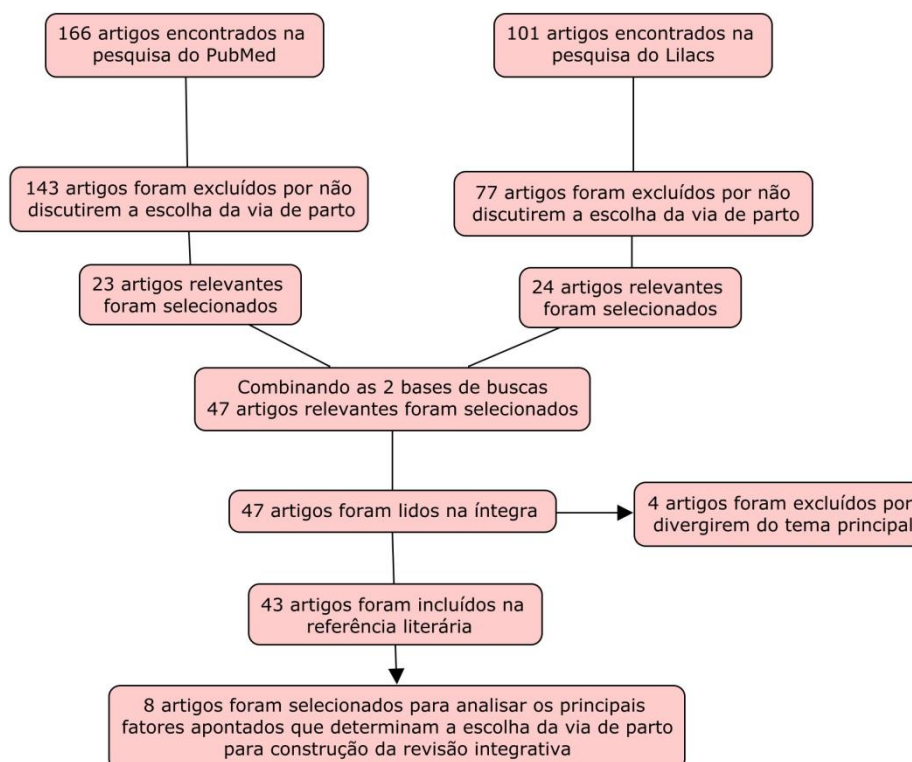 166 artigos encontrados na
pesquisa do PubMed
101 artigos encontrados na
pesquisa do Lilacs
143 artigos foram excluídos por não
discutirem a escolha da via de parto
77 artigos foram excluídos por não
discutirem a escolha da via de parto
23 artigos relevantes
foram selecionados
24 artigos relevantes
foram selecionados
Combinando as 2 bases de buscas
47 artigos relevantes foram selecionados
47 artigos foram lidos na íntegra
4 artigos foram excluídos por
divergirem do tema principal
43 artigos foram incluídos na
referência literária
8 artigos foram selecionados para analisar os principais
fatores apontados que determinam a escolha da via de parto
para construção da revisão integrativa